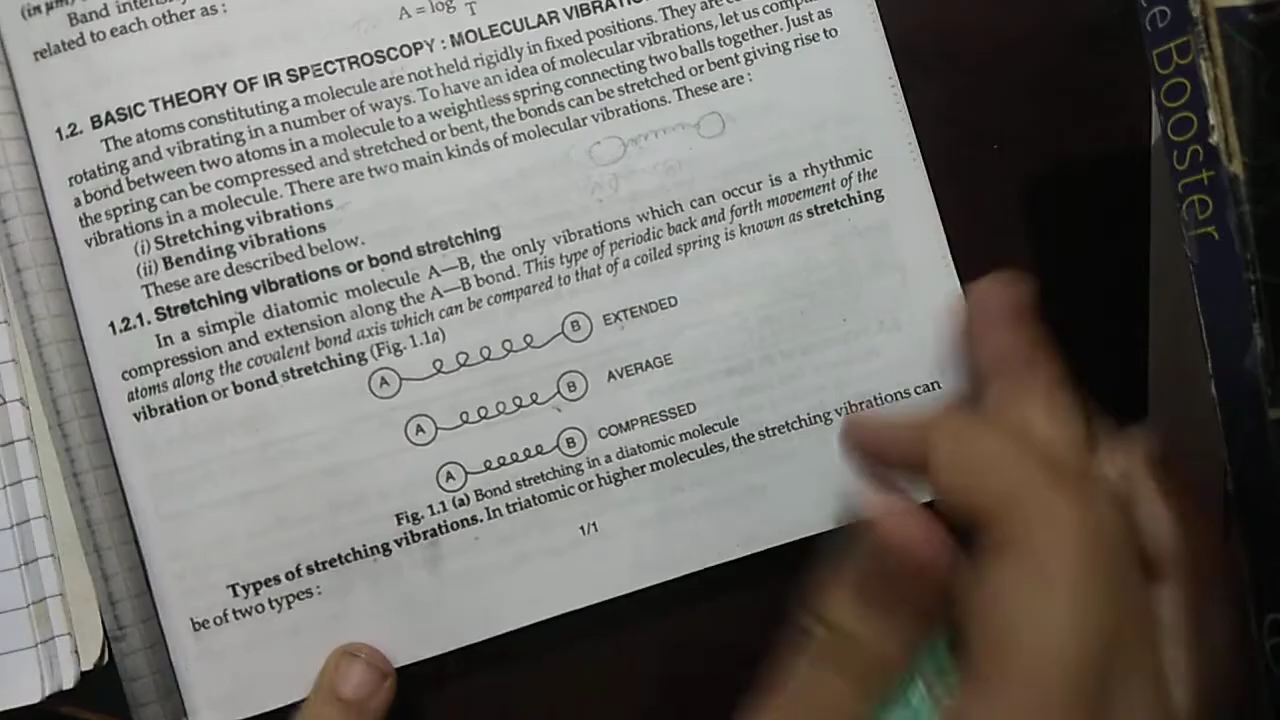 (in μm)
Band
related to each other as :
A = log
T
1.2. BASIC THEORY OF IR SPECTROSCOPY : MOLECULAR
The atoms constituting a molecule are not held rigidly in fixed positions. They are
rotating and vibrating in a number of ways. To have an idea of molecular vibrations, let us
a bond between two atoms in a molecule to a weightless spring connecting two balls together. Just as
the spring can be compressed and stretched or bent, the bonds can be stretched or bent giving rise to
vibrations in a molecule. There are two main kinds of molecular vibrations. These are :
(i) Stretching vibrations
(ii) Bending vibrations
These are described below.
1.2.1. Stretching vibrations or bond stretching
In a simple diatomic molecule A—B, the only vibrations which can occur is a rhythmic
compression and extension along the A—B bond. This type of periodic back and forth movement of the
atoms along the covalent bond axis which can be compared to that of a coiled spring is known as stretching
vibration or bond stretching (Fig. 1.1a)
A B EXTENDED
A B AVERAGE
A B COMPRESSED
Fig. 1.1 (a) Bond stretching in a diatomic molecule
Types of stretching vibrations. In triatomic or higher molecules, the stretching vibrations can
be of two types :
1/1
Booster